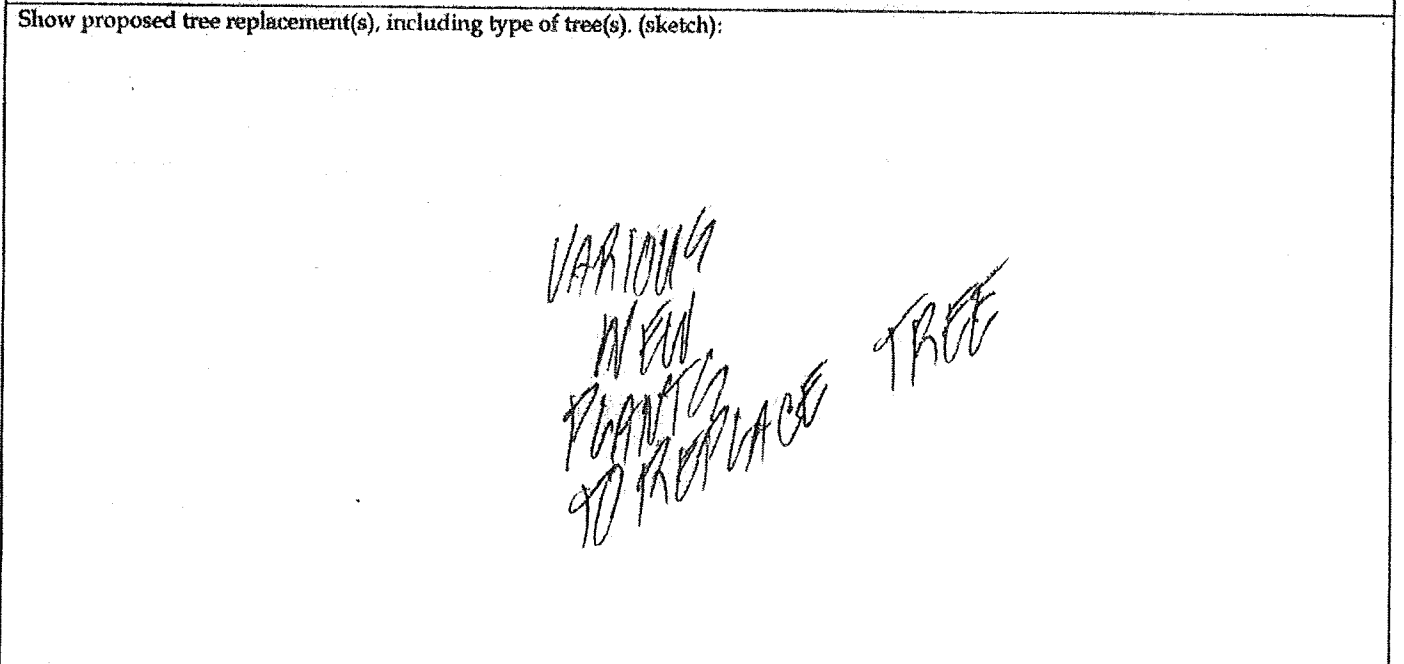 Show proposed tree replacement(s), including type of tree(s). (sketch):
VARIOUS
NEW
PLANTS
TO REPLACE TREE